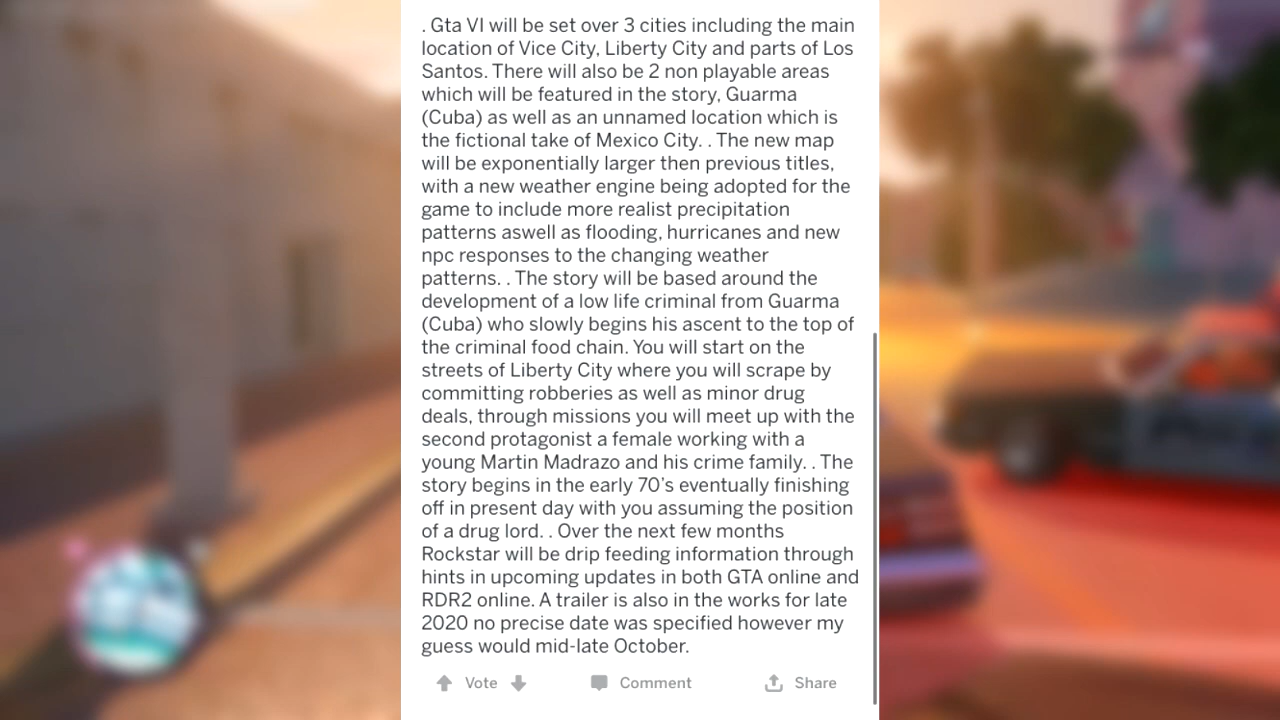 . Gta VI will be set over 3 cities including the main
location of Vice City, Liberty City and parts of Los
Santos. There will also be 2 non playable areas
which will be featured in the story, Guarma
(Cuba) as well as an unnamed location which is
the fictional take of Mexico City. . The new map
will be exponentially larger then previous titles,
with a new weather engine being adopted for the
game to include more realist precipitation
patterns aswell as flooding, hurricanes and new
npc responses to the changing weather
patterns. . The story will be based around the
development of a low life criminal from Guarma
(Cuba) who slowly begins his ascent to the top of
the criminal food chain. You will start on the
streets of Liberty City where you will scrape by
committing robberies as well as minor drug
deals, through missions you will meet up with the
second protagonist a female working with a
young Martin Madrazo and his crime family. . The
story begins in the early 70's eventually finishing
off in present day with you assuming the position
of a drug lord. . Over the next few months
Rockstar will be drip feeding information through
hints in upcoming updates in both GTA online and
RDR2 online. A trailer is also in the works for late
2020 no precise date was specified however my
guess would mid-late October.
Vote Comment Share